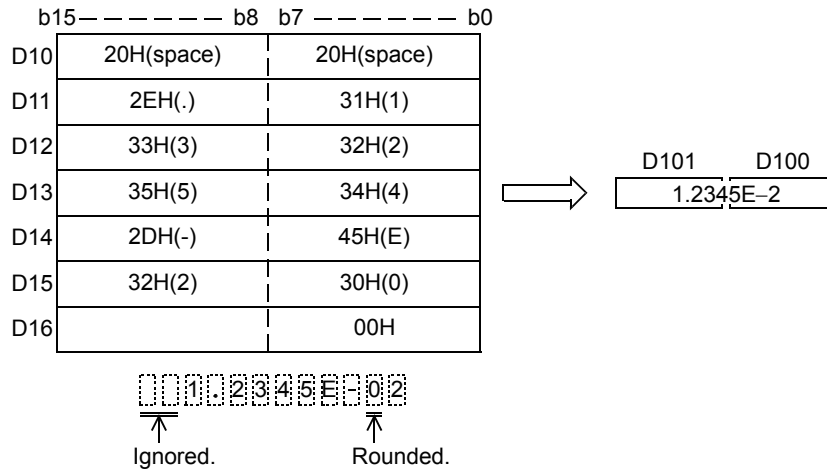 b15 — — — — — b8 b7 — — — — — b0
D10 20H(space) 20H(space)
D11 2EH(.) 31H(1)
D12 33H(3) 32H(2)
D13 35H(5) 34H(4)
D14 2DH(-) 45H(E)
D15 32H(2) 30H(0)
D16 00H
D101 D100
1.2345E−2
1.2345E-02
Ignored. Rounded.